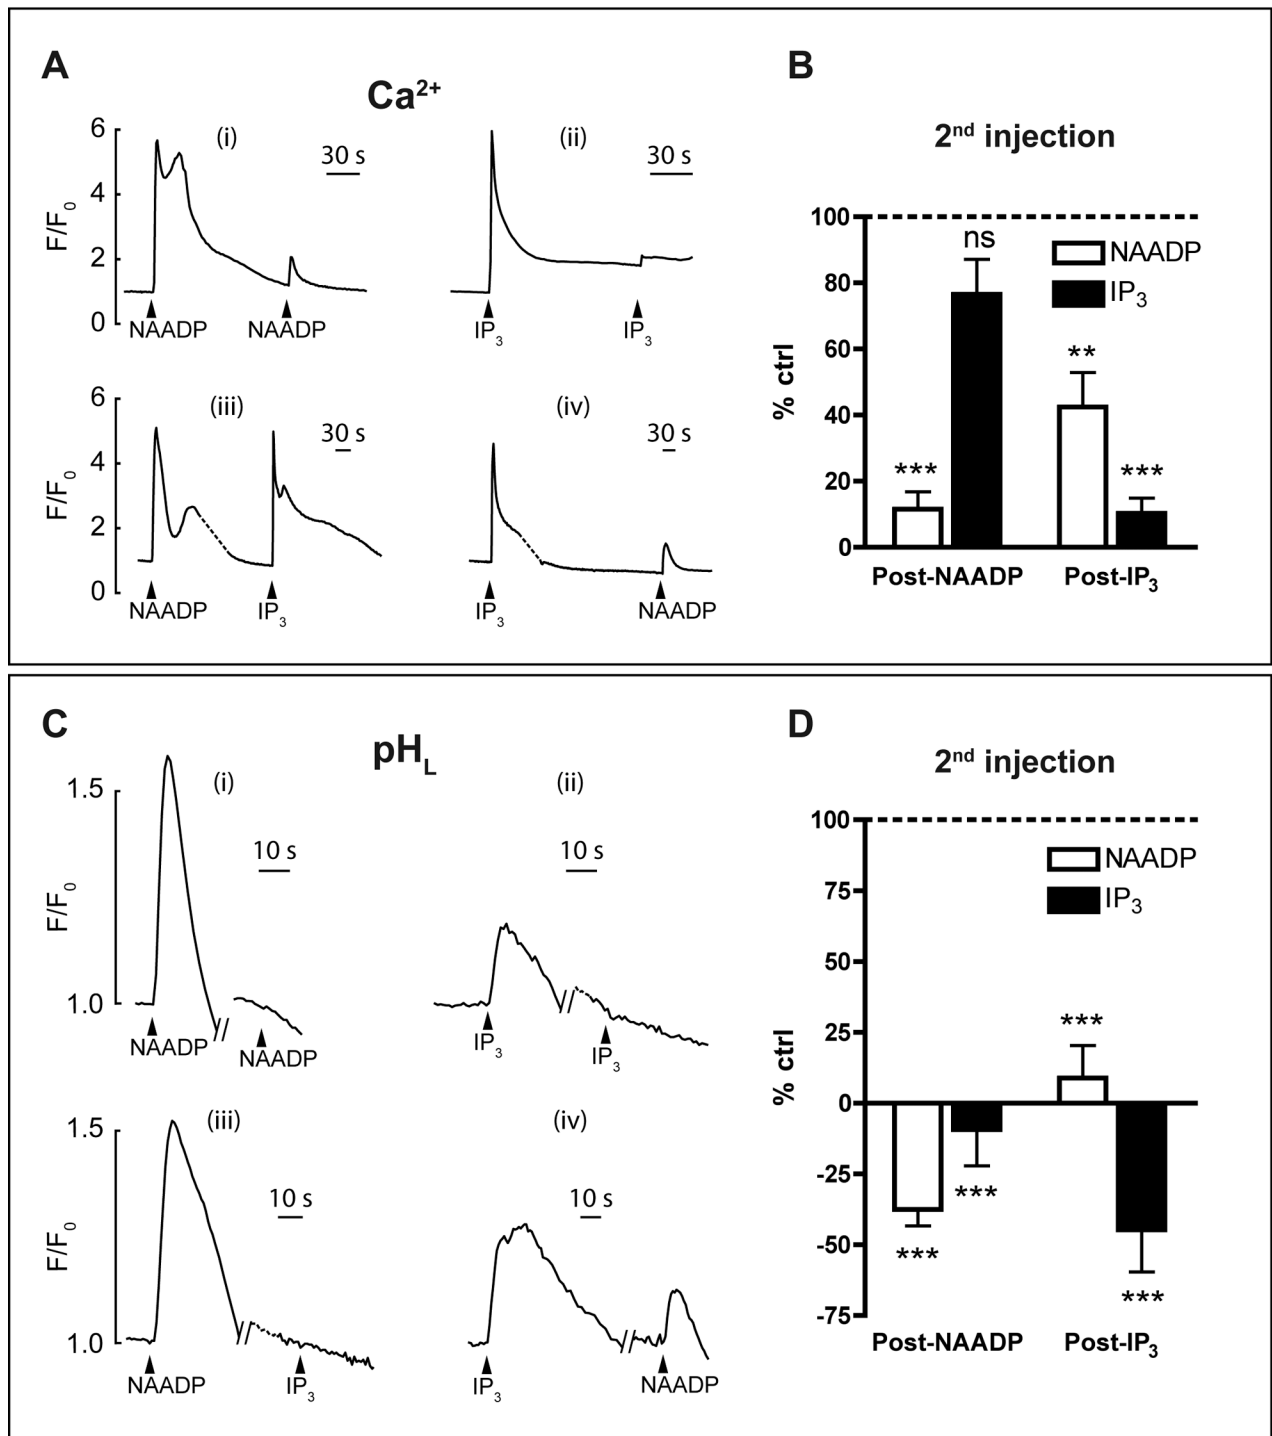 A
Ca²⁺
(i)
(ii)
30 s
30 s
F/F₀
6
4
2
0
NAADP
NAADP
IP₃
IP₃
(iii)
(iv)
30 s
30 s
F/F₀
6
4
2
0
NAADP
IP₃
IP₃
NAADP
B
2ⁿᵈ injection
% ctrl
100
80
60
40
20
0
ns
NAADP
IP₃
***
**
***
Post-NAADP
Post-IP₃
C
pH_L
(i)
(ii)
10 s
10 s
F/F₀
1.5
1.0
NAADP
NAADP
IP₃
IP₃
(iii)
(iv)
10 s
10 s
F/F₀
1.5
1.0
NAADP
IP₃
IP₃
NAADP
D
2ⁿᵈ injection
% ctrl
100
75
50
25
0
-25
-50
-75
NAADP
IP₃
***
***
***
***
Post-NAADP
Post-IP₃